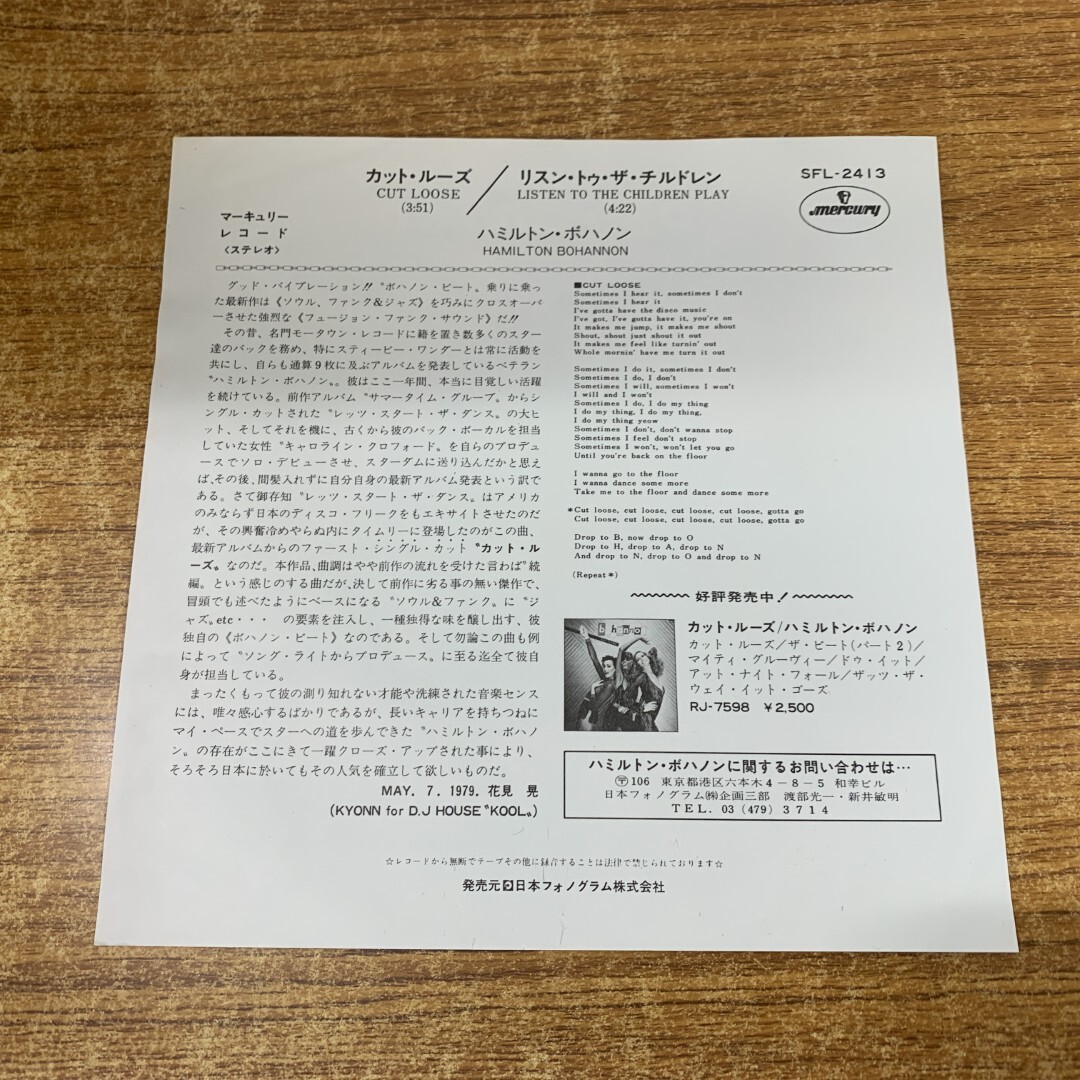 カット・ルーズ / リスン・トゥ・ザ・チルドレン
CUT LOOSE LISTEN TO THE CHILDREN PLAY
(3:51) (4:22)
SFL-2413
mercury
マーキュリー
レコード
〈ステレオ〉
ハミルトン・ボハノン
HAMILTON BOHANNON
グッド・バイブレーション!! 〝ボハノン・ビート〟乗りに乗っ
た最新作は《ソウル、ファンク&ジャズ》を巧みにクロスオーバ
ーさせた強烈な《フュージョン・ファンク・サウンド》だ!!
その昔、名門モータウン・レコードに籍を置き数多くのスター
達のバックを務め、特にスティービー・ワンダーとは常に活動を
共にし、自らも通算9枚に及ぶアルバムを発表しているベテラン
〝ハミルトン・ボハノン〟。彼はここ一年間、本当に目覚しい活躍
を続けている。前作アルバム〝サマータイム・グルーブ〟からシ
ングル・カットされた〝レッツ・スタート・ザ・ダンス〟の大ヒ
ット、そしてそれを機に、古くから彼のバック・ボーカルを担当
していた女性〝キャロライン・クロフォード〟を自らのプロデュ
ースでソロ・デビューさせ、スターダムに送り込んだかと思え
ば、その後、間髪入れずに自分自身の最新アルバム発表という訳で
ある。さて御存知〝レッツ・スタート・ザ・ダンス〟はアメリカ
のみならず日本のディスコ・フリークをもエキサイトさせたのだ
が、その興奮冷めやらぬ内にタイムリーに登場したのがこの曲、
最新アルバムからのファースト・シングル・カット〝カット・ル
ーズ〟なのだ。本作品、曲調はやや前作の流れを受けた言わば〝続
編〟という感じのする曲だが、決して前作に劣る事の無い傑作で、
冒頭でも述べたようにベースになる〝ソウル&ファンク〟に〝ジ
ャズ〟etc・・・ の要素を注入し、一種独得な味を醸し出す、彼
独自の《ボハノン・ビート》なのである。そして勿論この曲も例
によって〝ソング・ライトからプロデュース〟に至る迄全て彼自
身が担当している。
まったくもって彼の測り知れない才能や洗練された音楽センス
には、唯々感心するばかりであるが、長いキャリアを持ちつねに
マイ・ペースでスターへの道を歩んできた〝ハミルトン・ボハノ
ン〟の存在がここにきて一躍クローズ・アップされた事により、
そろそろ日本に於いてもその人気を確立して欲しいものだ。
MAY. 7. 1979. 花見 晃
(KYONN for D.J HOUSE〝KOOL〟)
■CUT LOOSE
Sometimes I hear it, sometimes I don't
Sometimes I hear it
I've gotta have the disco music
I've got, I've gotta have it, you're on
It makes me jump, it makes me shout
Shout, shout just shout it out
It makes me feel like turnin' out
Whole mornin' have me turn it out
Sometimes I do it, sometimes I don't
Sometimes I do, I don't
Sometimes I will, sometimes I won't
I will and I won't
Sometimes I do, I do my thing
I do my thing, I do my thing,
I do my thing yeow
Sometimes I don't, don't wanna stop
Sometimes I feel don't stop
Sometimes I won't, won't let you go
Until you're back on the floor
I wanna go to the floor
I wanna dance some more
Take me to the floor and dance some more
*Cut loose, cut loose, cut loose, cut loose, gotta go
Cut loose, cut loose, cut loose, cut loose, gotta go
Drop to B, now drop to O
Drop to H, drop to A, drop to N
And drop to N, drop to O and drop to N
(Repeat*)
好評発売中!
カット・ルーズ/ハミルトン・ボハノン
カット・ルーズ/ザ・ビート(パート2)/
マイティ・グルーヴィー/ドゥ・イット/
アット・ナイト・フォール/ザッツ・ザ・
ウェイ・イット・ゴーズ
RJ-7598 ¥2,500
ハミルトン・ボハノンに関するお問い合わせは…
〒106 東京都港区六本木4-8-5 和幸ビル
日本フォノグラム㈱企画三部 渡部光一・新井敏明
TEL. 03 (479) 3714
☆レコードから無断でテープその他に録音することは法律で禁じられております☆
発売元 日本フォノグラム株式会社